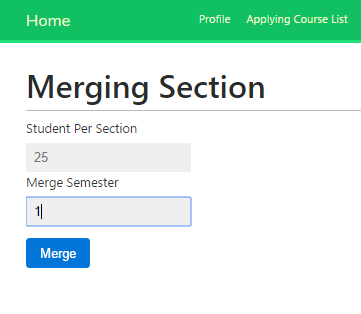 Home Profile Applying Course List
Merging Section
Student Per Section
25
Merge Semester
1
Merge